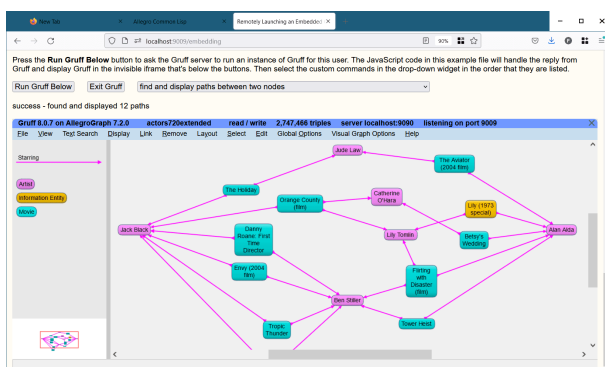 New Tab
Allegro Common Lisp
Remotely Launching an Embedded
localhost:9009/embedding
90%
Press the Run Gruff Below button to ask the Gruff server to run an instance of Gruff for this user. The JavaScript code in this example file will handle the reply from
Gruff and display Gruff in the invisible iframe that's below the buttons. Then select the custom commands in the drop-down widget in the order that they are listed.
Run Gruff Below
Exit Gruff
find and display paths between two nodes
success - found and displayed 12 paths
Gruff 8.0.7 on AllegroGraph 7.2.0 actors720extended read / write 2,747,466 triples server localhost:9090 listening on port 9009
File View Text Search Display Link Remove Layout Select Edit Global Options Visual Graph Options Help
Starring
Artist
Information Entity
Movie
Jude Law
The Aviator
(2004 film)
The Holiday
Catherine
O'Hara
Orange County
(film)
Lily (1973
special)
Jack Black
Danny
Roane: First
Time
Director
Lily Tomlin
Betsy's
Wedding
Alan Alda
Envy (2004
film)
Flirting
with
Disaster
(film)
Ben Stiller
Tropic
Thunder
Tower Heist